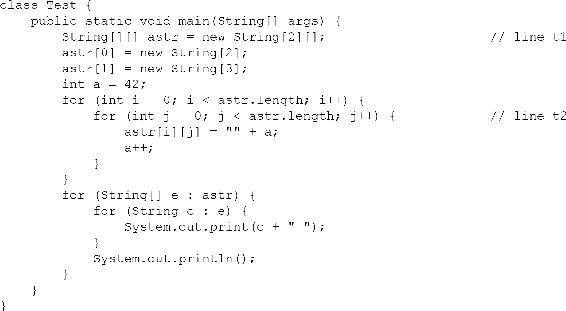 class Test {
    public static void main(String[] args) {
        String[][] astr = new String[2][];                // line t1
        astr[0] = new String[2];
        astr[1] = new String[3];
        int a = 42;
        for (int i = 0; i < astr.length; i++) {
            for (int j = 0; j < astr.length; j++) {       // line t2
                astr[i][j] = "" + a;
                a++;
            }
        }
        for (String[] e : astr) {
            for (String c : e) {
                System.out.print(c + " ");
            }
            System.out.println();
        }
    }
}